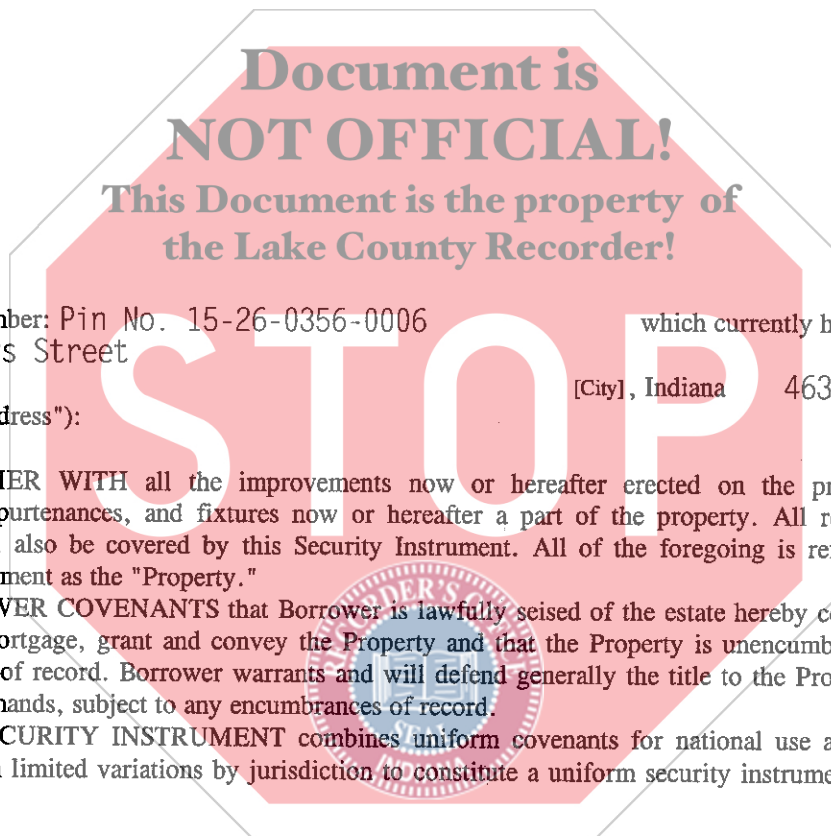 Document is
NOT OFFICIAL!
This Document is the property of
the Lake County Recorder!
nber: Pin No. 15-26-0356-0006 which currently h
s Street
[City], Indiana 463
dress"):
STOP
IER WITH all the improvements now or hereafter erected on the pr
purtenances, and fixtures now or hereafter a part of the property. All r
also be covered by this Security Instrument. All of the foregoing is re
ment as the "Property."
VER COVENANTS that Borrower is lawfully seised of the estate hereby c
ortgage, grant and convey the Property and that the Property is unencumb
of record. Borrower warrants and will defend generally the title to the Pro
nands, subject to any encumbrances of record.
CURITY INSTRUMENT combines uniform covenants for national use a
limited variations by jurisdiction to constitute a uniform security instrume
RECORDER'S OFFICE
SEAL
INDIANA